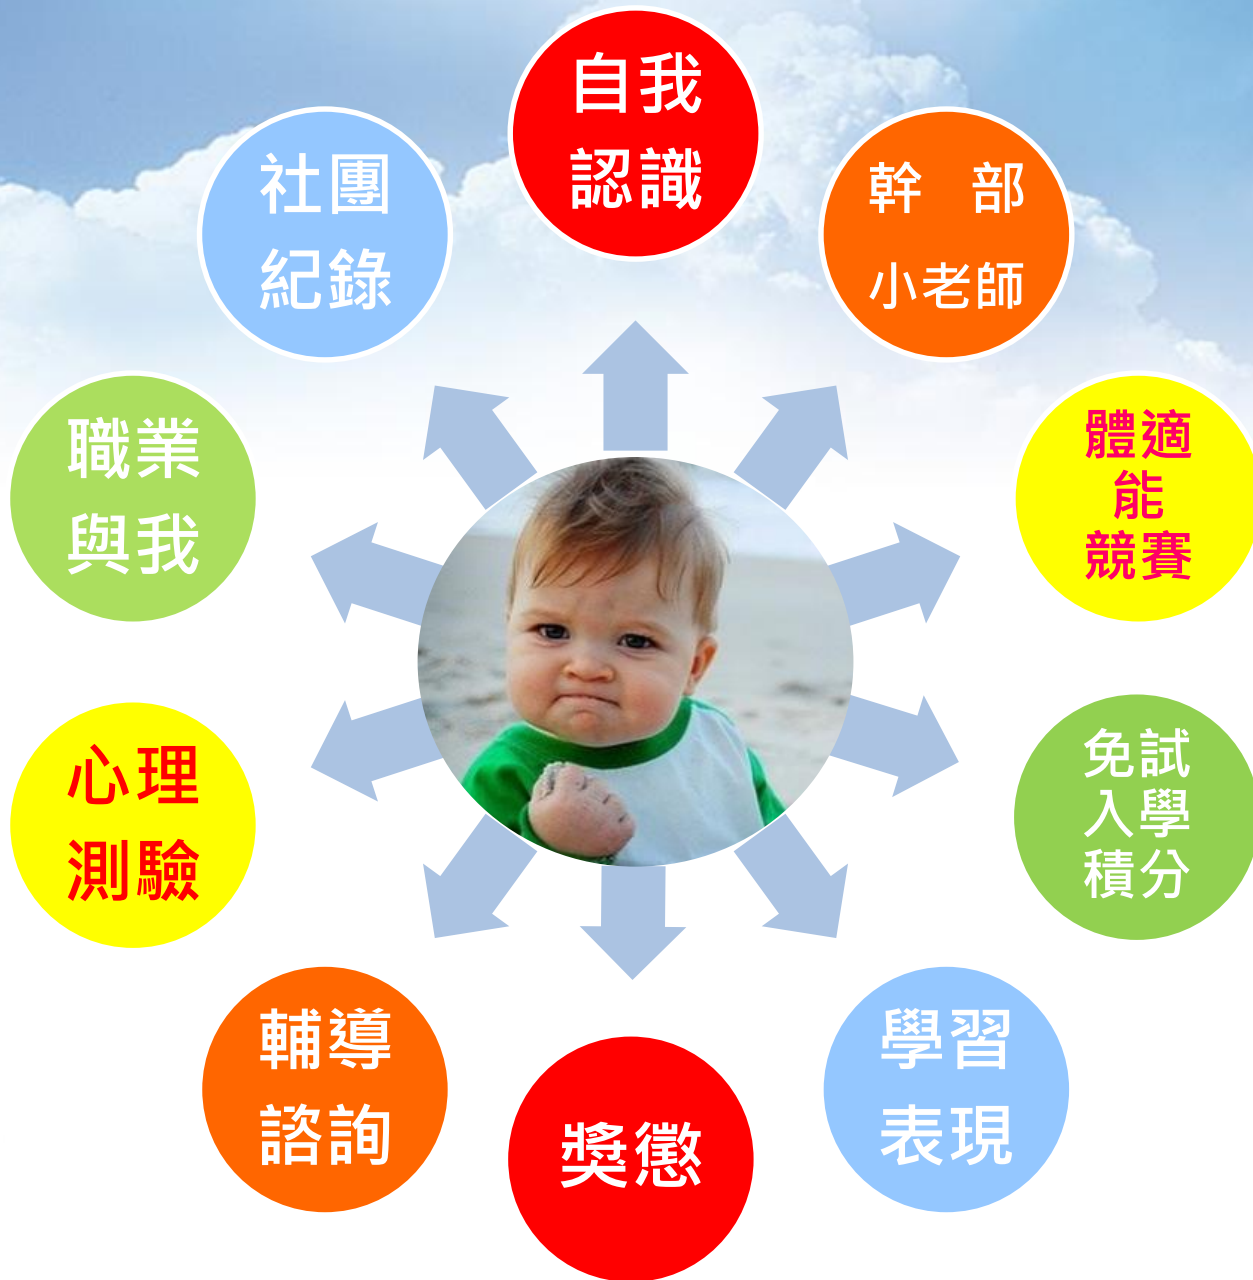 自我
認識
幹 部
小老師
體適
能
競賽
免試
入學
積分
學習
表現
獎懲
輔導
諮詢
心理
測驗
職業
與我
社團
紀錄